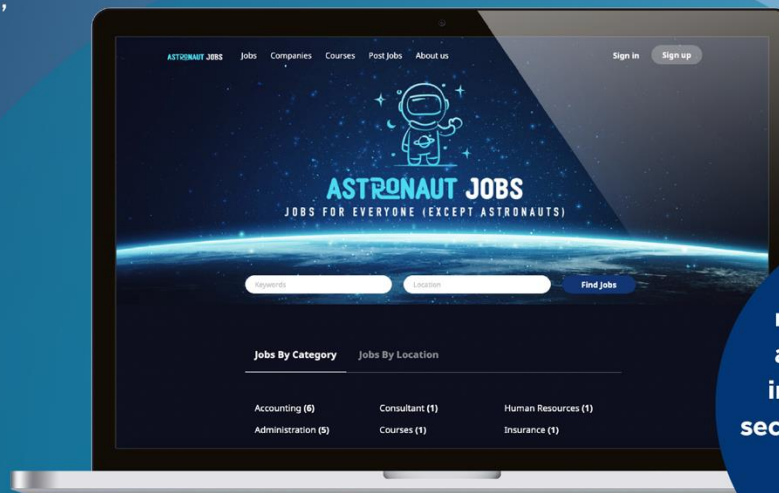 ASTRONAUT JOBS Jobs Companies Courses Post Jobs About us Sign in Sign up
ASTRONAUT JOBS
JOBS FOR EVERYONE (EXCEPT ASTRONAUTS)
Keywords Location Find Jobs
Jobs By Category Jobs By Location
Accounting (6) Consultant (1) Human Resources (1)
Administration (5) Courses (1) Insurance (1)